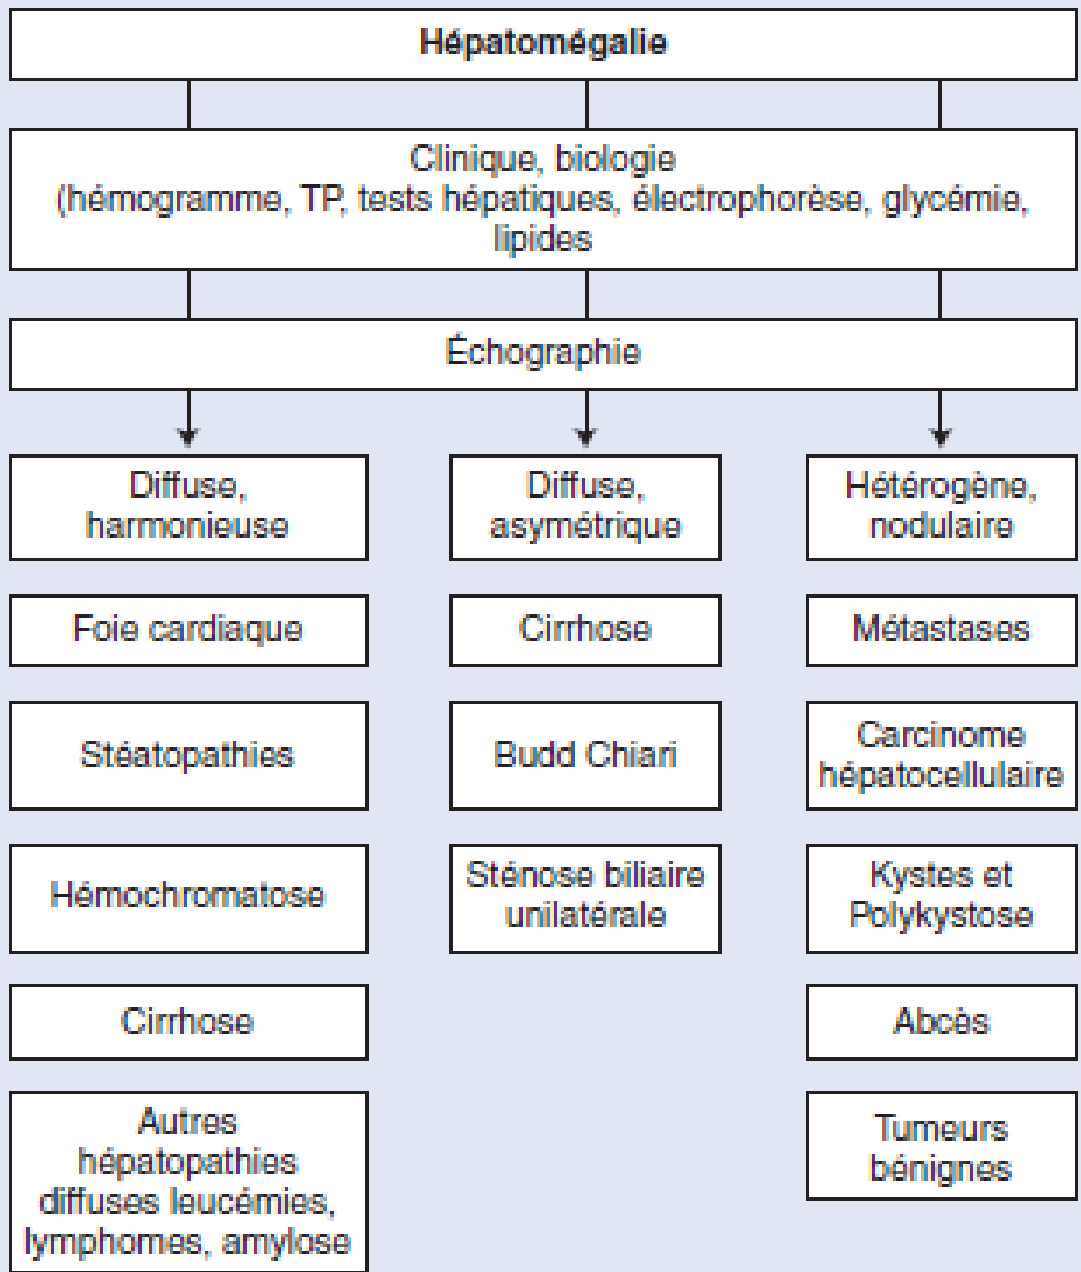 Hépatomégalie
Clinique, biologie
(hémogramme, TP, tests hépatiques, électrophorèse, glycémie,
lipides
Échographie
Diffuse,
harmonieuse
Foie cardiaque
Stéatopathies
Hémochromatose
Cirrhose
Autres
hépatopathies
diffuses leucémies,
lymphomes, amylose
Diffuse,
asymétrique
Cirrhose
Budd Chiari
Sténose biliaire
unilatérale
Hétérogène,
nodulaire
Métastases
Carcinome
hépatocellulaire
Kystes et
Polykystose
Abcès
Tumeurs
bénignes